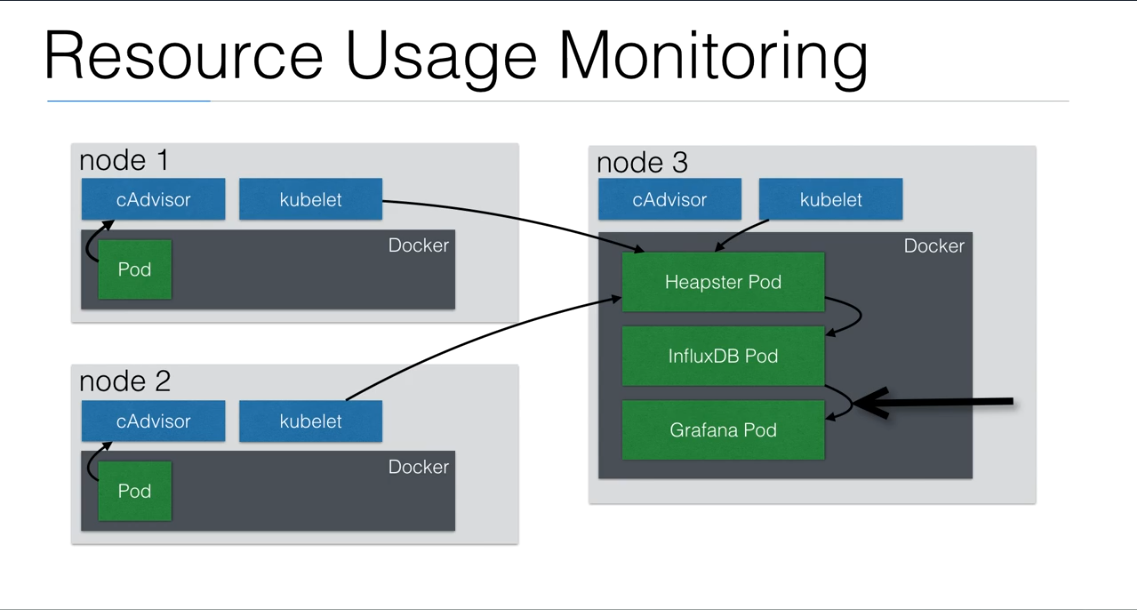 Resource Usage Monitoring
node 1
cAdvisor
kubelet
Docker
Pod
node 2
cAdvisor
kubelet
Docker
Pod
node 3
cAdvisor
kubelet
Docker
Heapster Pod
InfluxDB Pod
Grafana Pod